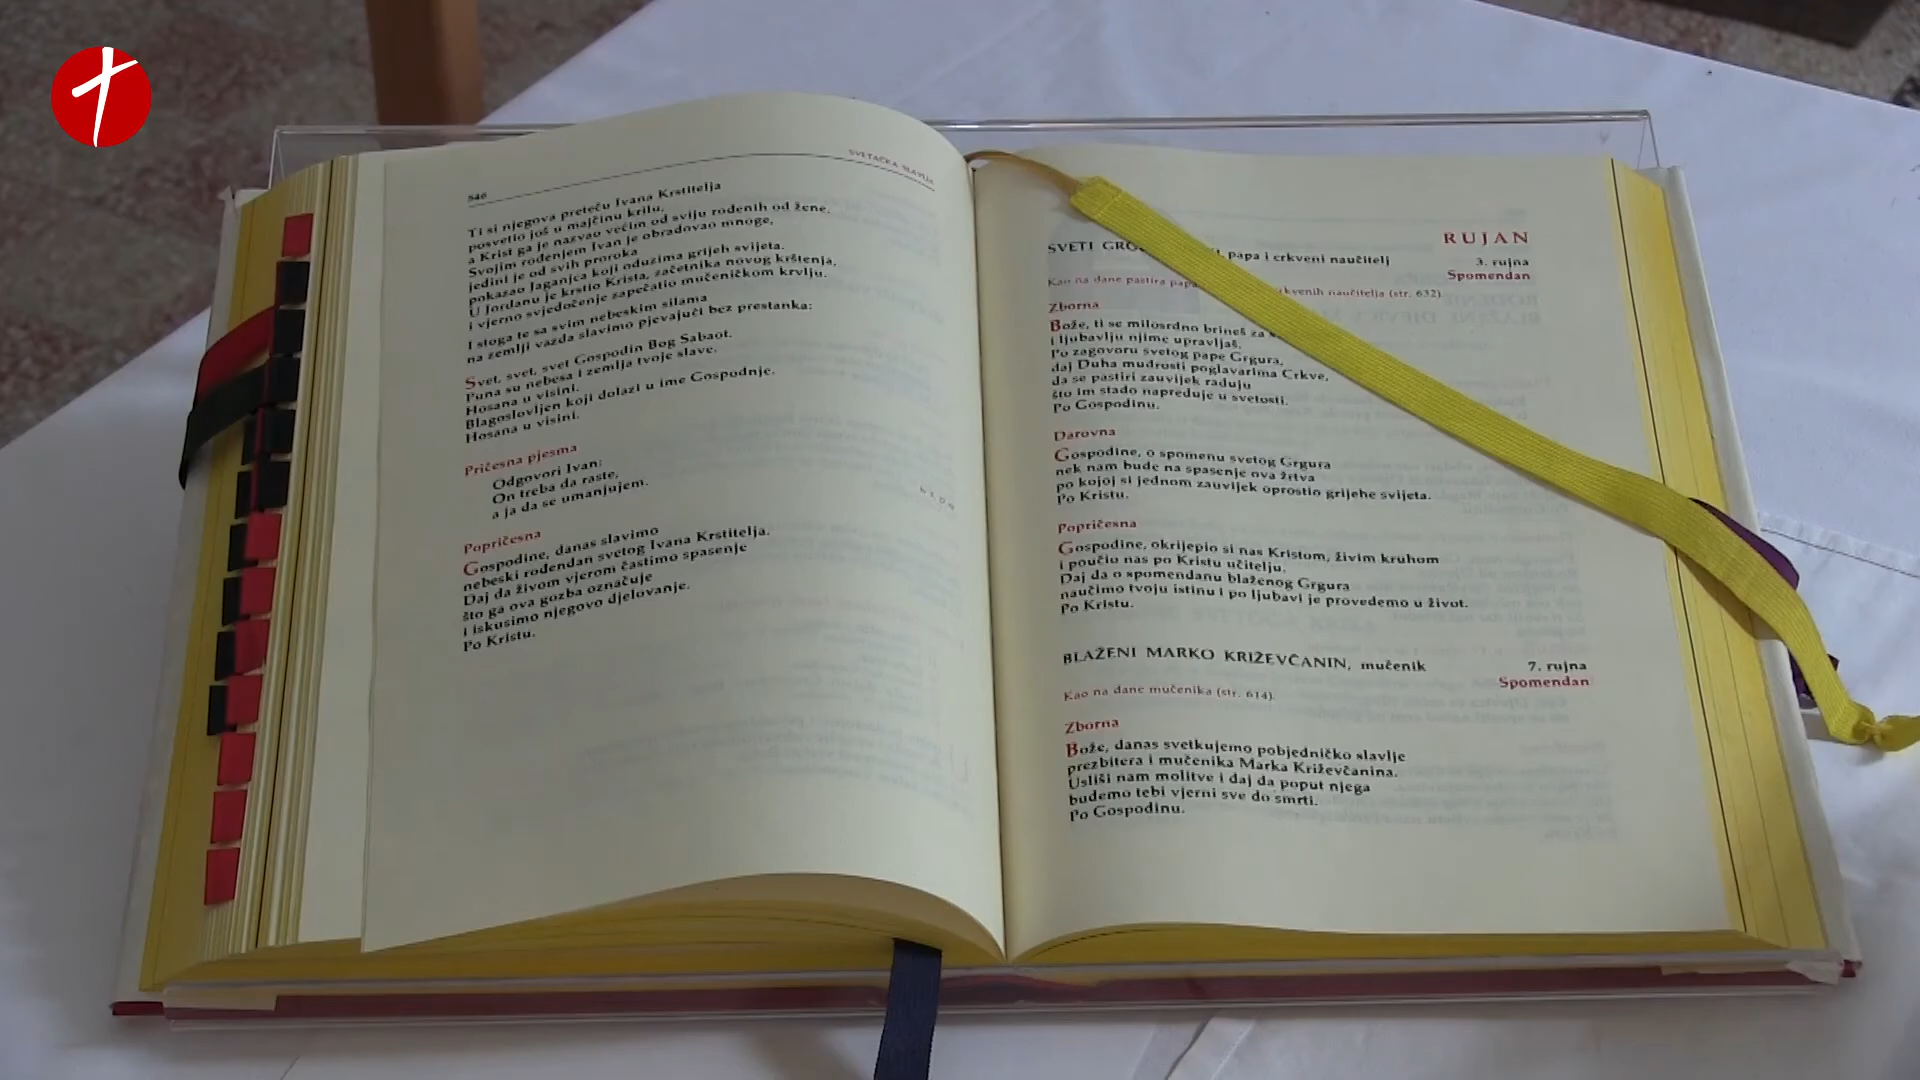 546
SVETAČKA SLAVLJA
Ti si njegova preteču Ivana Krstitelja
posvetio još u majčinu krilu,
a Krist ga je nazvao većim od sviju rođenih od žene.
Svojim rođenjem Ivan je obradovao mnoge,
jedini je od svih proroka
pokazao Jaganjca koji oduzima grijeh svijeta.
U Jordanu je krstio Krista, začetnika novog krštenja,
i vjerno svjedočenje zapečatio mučeničkom krvlju.
I stoga te sa svim nebeskim silama
na zemlji vazda slavimo pjevajući bez prestanka:
Svet, svet, svet Gospodin Bog Sabaot.
Puna su nebesa i zemlja tvoje slave.
Hosana u visini.
Blagoslovljen koji dolazi u ime Gospodnje.
Hosana u visini.
Pričesna pjesma
Odgovori Ivan:
On treba da raste,
a ja da se umanjujem.
Popričesna
Gospodine, danas slavimo
nebeski rođendan svetog Ivana Krstitelja.
Daj da živom vjerom častimo spasenje
što ga ova gozba označuje
i iskusimo njegovo djelovanje.
Po Kristu.
RUJAN
SVETI papa i crkveni naučitelj 3. rujna
Spomendan
Kao na dane pastira naučitelja (str. 632).
Zborna
Bože, ti se milosrdno brineš za
i ljubavlju njime upravljaš.
Po zagovoru svetog pape Grgura,
daj Duha mudrosti poglavarima Crkve,
da se pastiri zauvijek raduju
što im stado napreduje u svetosti.
Po Gospodinu.
Darovna
Gospodine, o spomenu svetog Grgura
nek nam bude na spasenje ova žrtva
po kojoj si jednom zauvijek oprostio grijehe svijeta.
Po Kristu.
Popričesna
Gospodine, okrijepio si nas Kristom, živim kruhom
i poučio nas po Kristu učitelju.
Daj da o spomendanu blaženog Grgura
naučimo tvoju istinu i po ljubavi je provedemo u život.
Po Kristu.
BLAŽENI MARKO KRIŽEVČANIN, mučenik 7. rujna
Spomendan
Kao na dane mučenika (str. 614).
Zborna
Bože, danas svetkujemo pobjedničko slavlje
prezbitera i mučenika Marka Križevčanina.
Usliši nam molitve i daj da poput njega
budemo tebi vjerni sve do smrti.
Po Gospodinu.